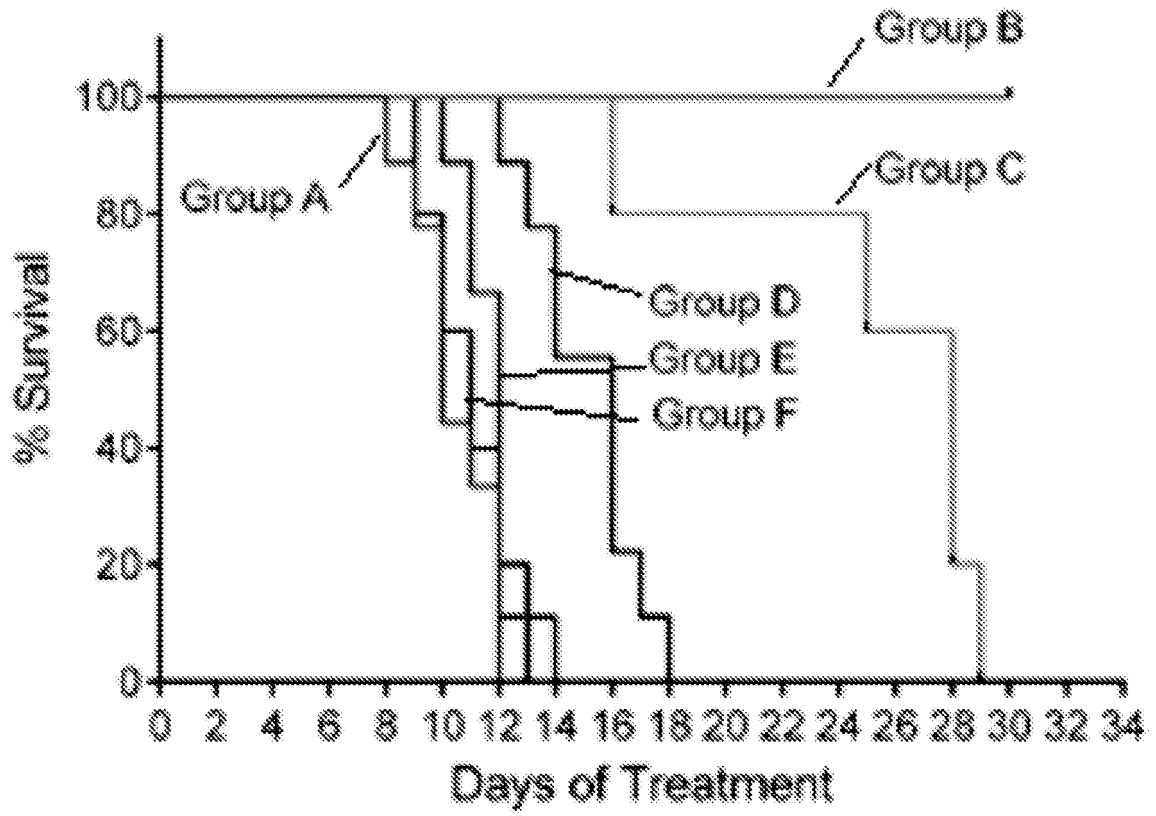 Group B
100
Group C
Group A
80
Group D
60
Group E
Group F
40
20
0
0 2 4 6 8 10 12 14 16 18 20 22 24 26 28 30 32 34
% Survival
Days of Treatment